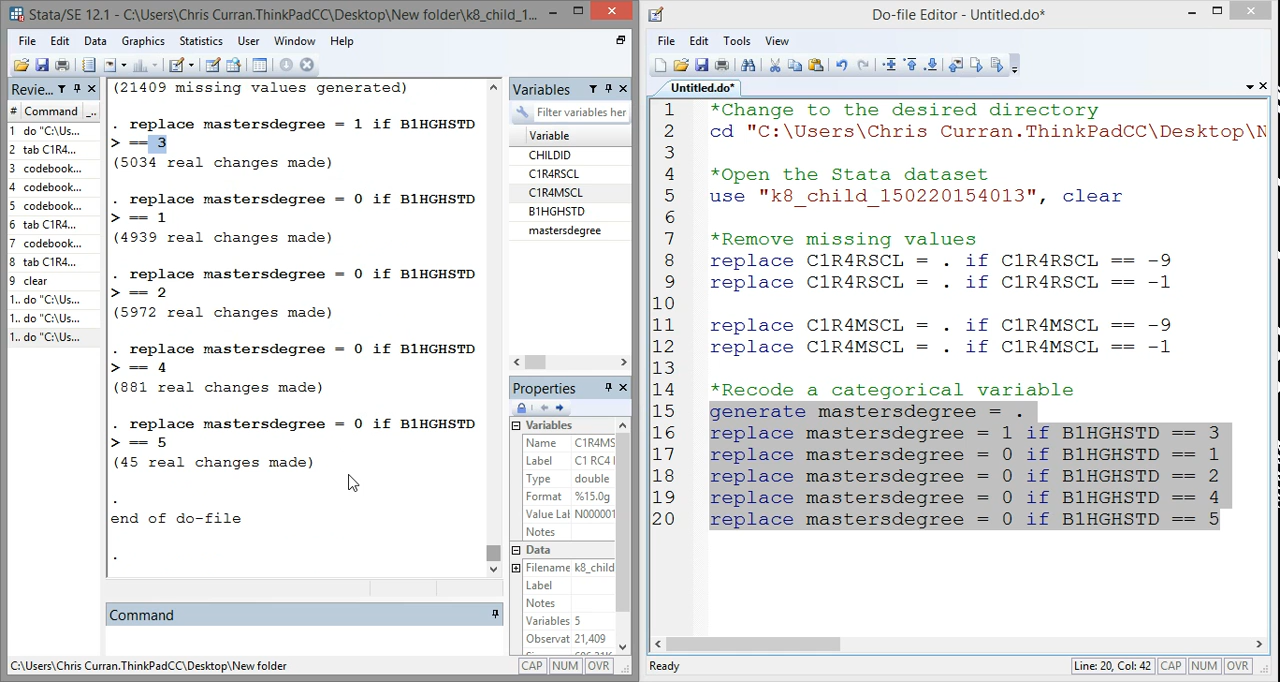 Stata/SE 12.1 - C:\Users\Chris Curran.ThinkPadCC\Desktop\New folder\k8_child_1...
File Edit Data Graphics Statistics User Window Help
Revie...
# Command
1 do "C:\Us...
2 tab C1R4...
3 codebook...
4 codebook...
5 codebook...
6 tab C1R4...
7 codebook...
8 tab C1R4...
9 clear
1.. do "C:\Us...
1.. do "C:\Us...
1.. do "C:\Us...
(21409 missing values generated)
. replace mastersdegree = 1 if B1HGHSTD
> == 3
(5034 real changes made)
. replace mastersdegree = 0 if B1HGHSTD
> == 1
(4939 real changes made)
. replace mastersdegree = 0 if B1HGHSTD
> == 2
(5972 real changes made)
. replace mastersdegree = 0 if B1HGHSTD
> == 4
(881 real changes made)
. replace mastersdegree = 0 if B1HGHSTD
> == 5
(45 real changes made)
.
end of do-file
.
Command
Variables
Filter variables her
Variable
CHILDID
C1R4RSCL
C1R4MSCL
B1HGHSTD
mastersdegree
Properties
Variables
Name C1R4MS
Label C1 RC4
Type double
Format %15.0g
Value Lal N000001
Notes
Data
Filename k8_child
Label
Notes
Variables 5
Observat 21,409
C:\Users\Chris Curran.ThinkPadCC\Desktop\New folder
CAP NUM OVR
Do-file Editor - Untitled.do*
File Edit Tools View
Untitled.do*
1 *Change to the desired directory
2 cd "C:\Users\Chris Curran.ThinkPadCC\Desktop\N
3
4 *Open the Stata dataset
5 use "k8_child_150220154013", clear
6
7 *Remove missing values
8 replace C1R4RSCL = . if C1R4RSCL == -9
9 replace C1R4RSCL = . if C1R4RSCL == -1
10
11 replace C1R4MSCL = . if C1R4MSCL == -9
12 replace C1R4MSCL = . if C1R4MSCL == -1
13
14 *Recode a categorical variable
15 generate mastersdegree = .
16 replace mastersdegree = 1 if B1HGHSTD == 3
17 replace mastersdegree = 0 if B1HGHSTD == 1
18 replace mastersdegree = 0 if B1HGHSTD == 2
19 replace mastersdegree = 0 if B1HGHSTD == 4
20 replace mastersdegree = 0 if B1HGHSTD == 5
Ready
Line: 20, Col: 42 CAP NUM OVR